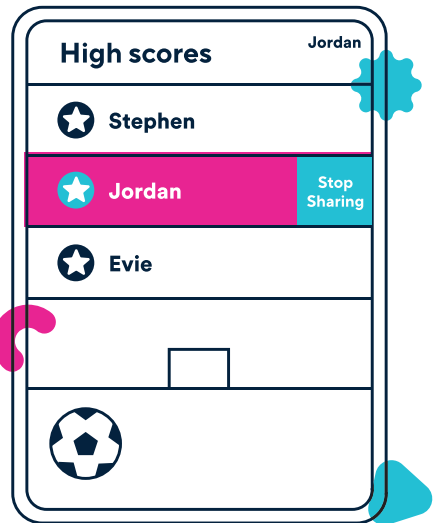 High scores
Jordan
Stephen
Jordan
Stop
Sharing
Evie